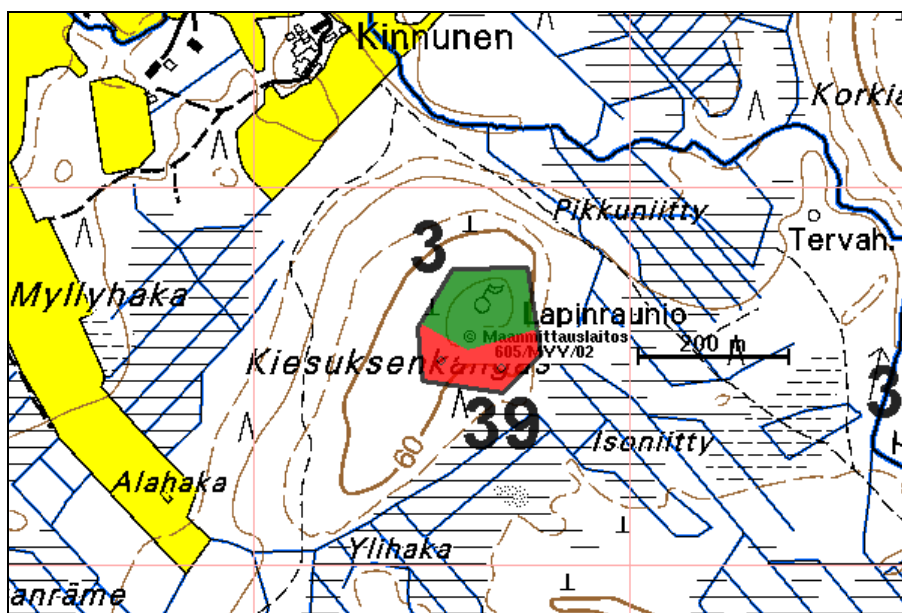 Kinnunen
Korkia
Pikkuniitty
3
Tervah.
Myllyhaka
Lapinraunio
© Maanmittauslaitos
200 m
605/MYY/02
Kiesuksenkangas
3
39
Isoniitty
H
60
Alahaka
Ylihaka
anräme